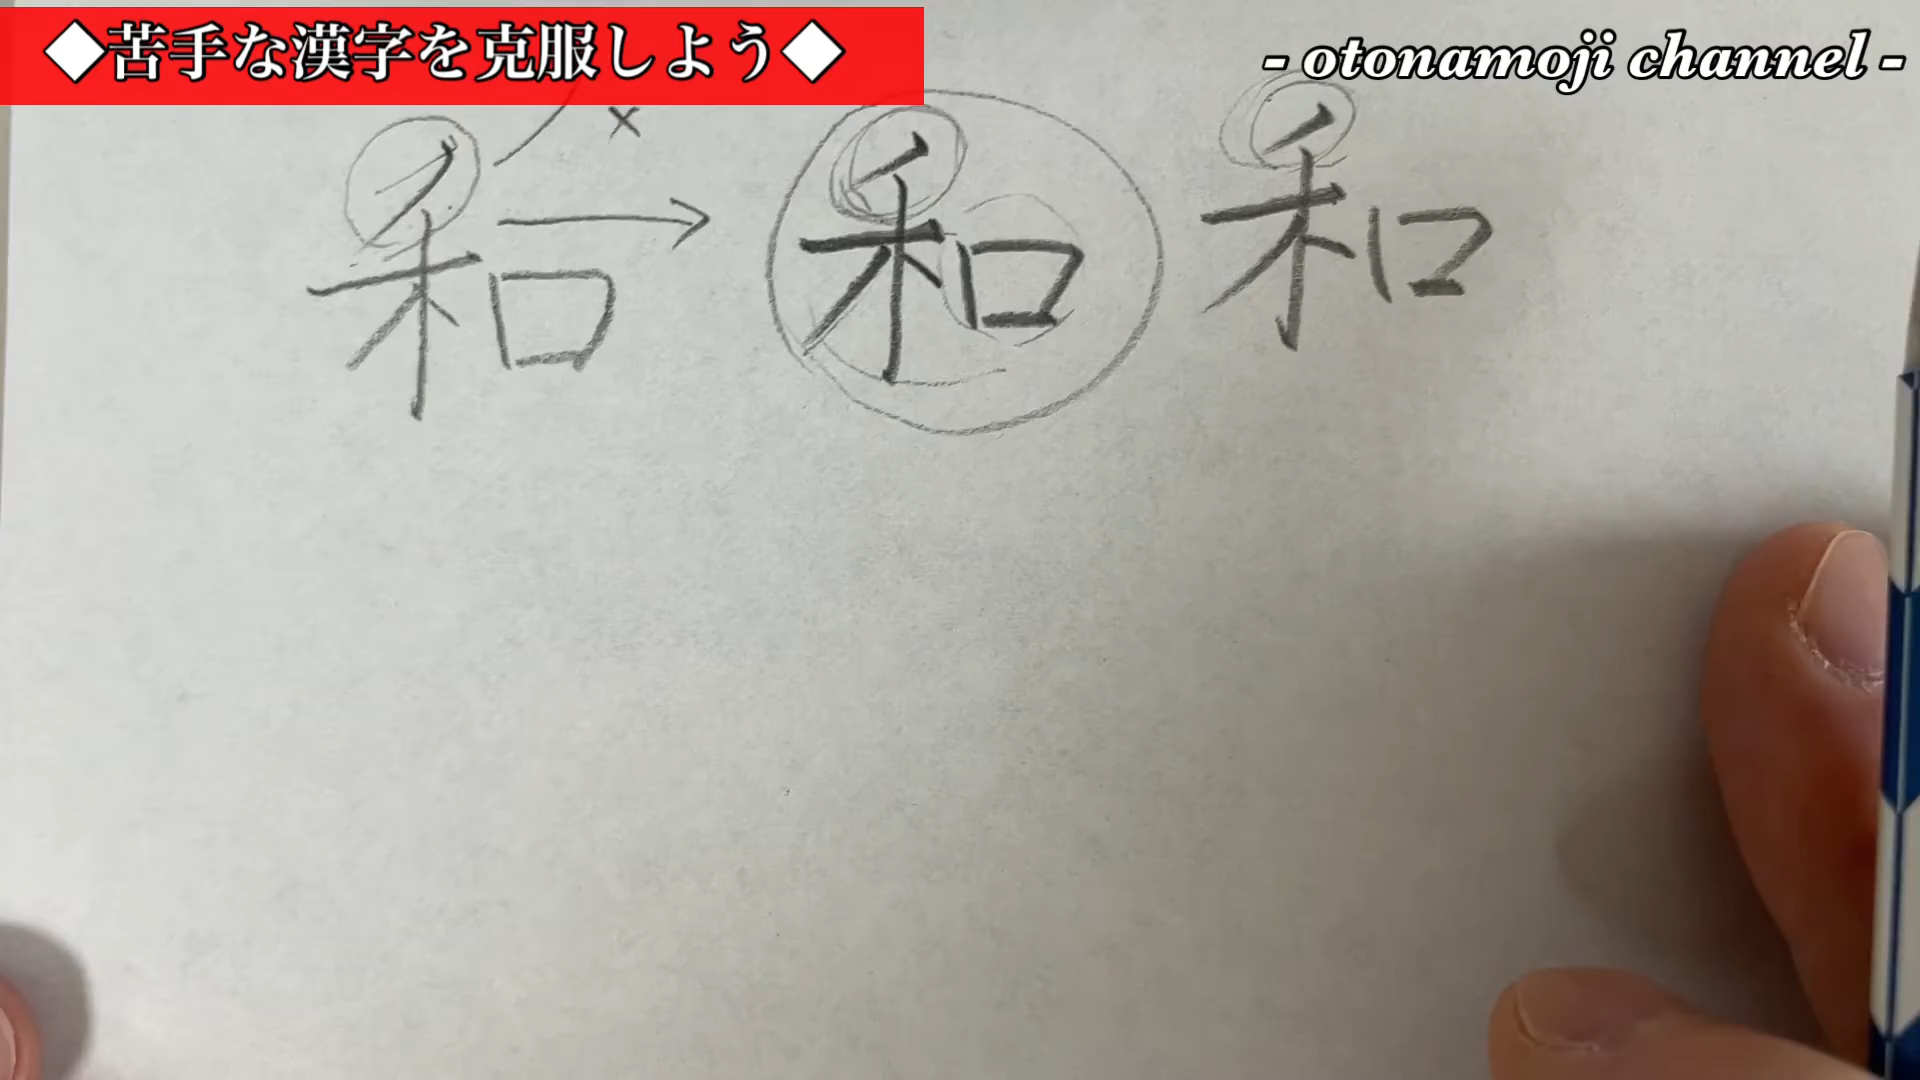 ◆苦手な漢字を克服しよう◆
- otonamoji channel -
×
和 → 和 和